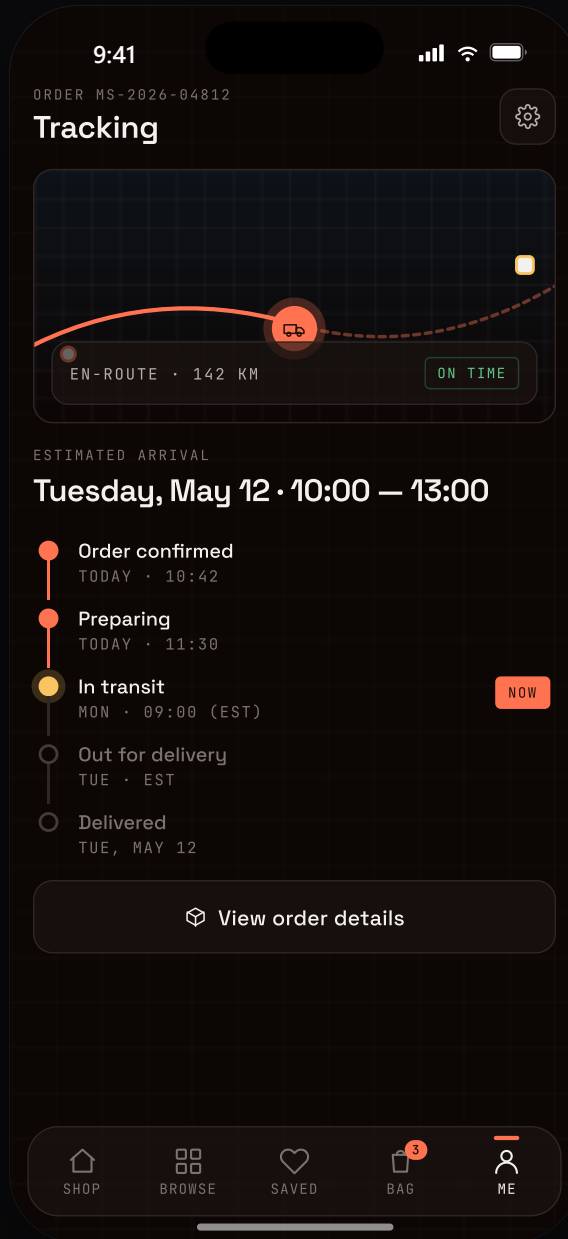 9:41
ORDER MS-2026-04812
Tracking
EN-ROUTE · 142 KM
ON TIME
ESTIMATED ARRIVAL
Tuesday, May 12 · 10:00 — 13:00
Order confirmed
TODAY · 10:42
Preparing
TODAY · 11:30
In transit
NOW
MON · 09:00 (EST)
Out for delivery
TUE · EST
Delivered
TUE, MAY 12
View order details
3
SHOP BROWSE SAVED BAG ME